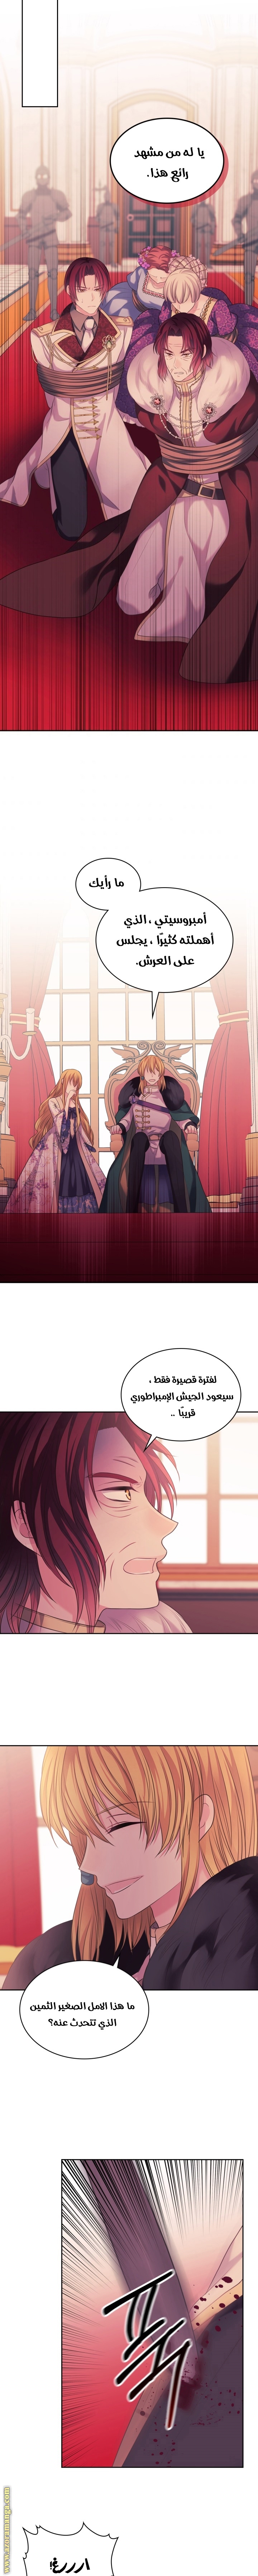 يا له من مشهد
رائع هذا.
ما رأيك
أمبروسيتي ، الذي
أهملته كثيرًا ، يجلس
على العرش.
لفترة قصيرة فقط ،
سيعود الجيش الإمبراطوري
قريبًا ..
ما هذا الامل الصغير الثمين
الذي تتحدث عنه؟
اررررغ!